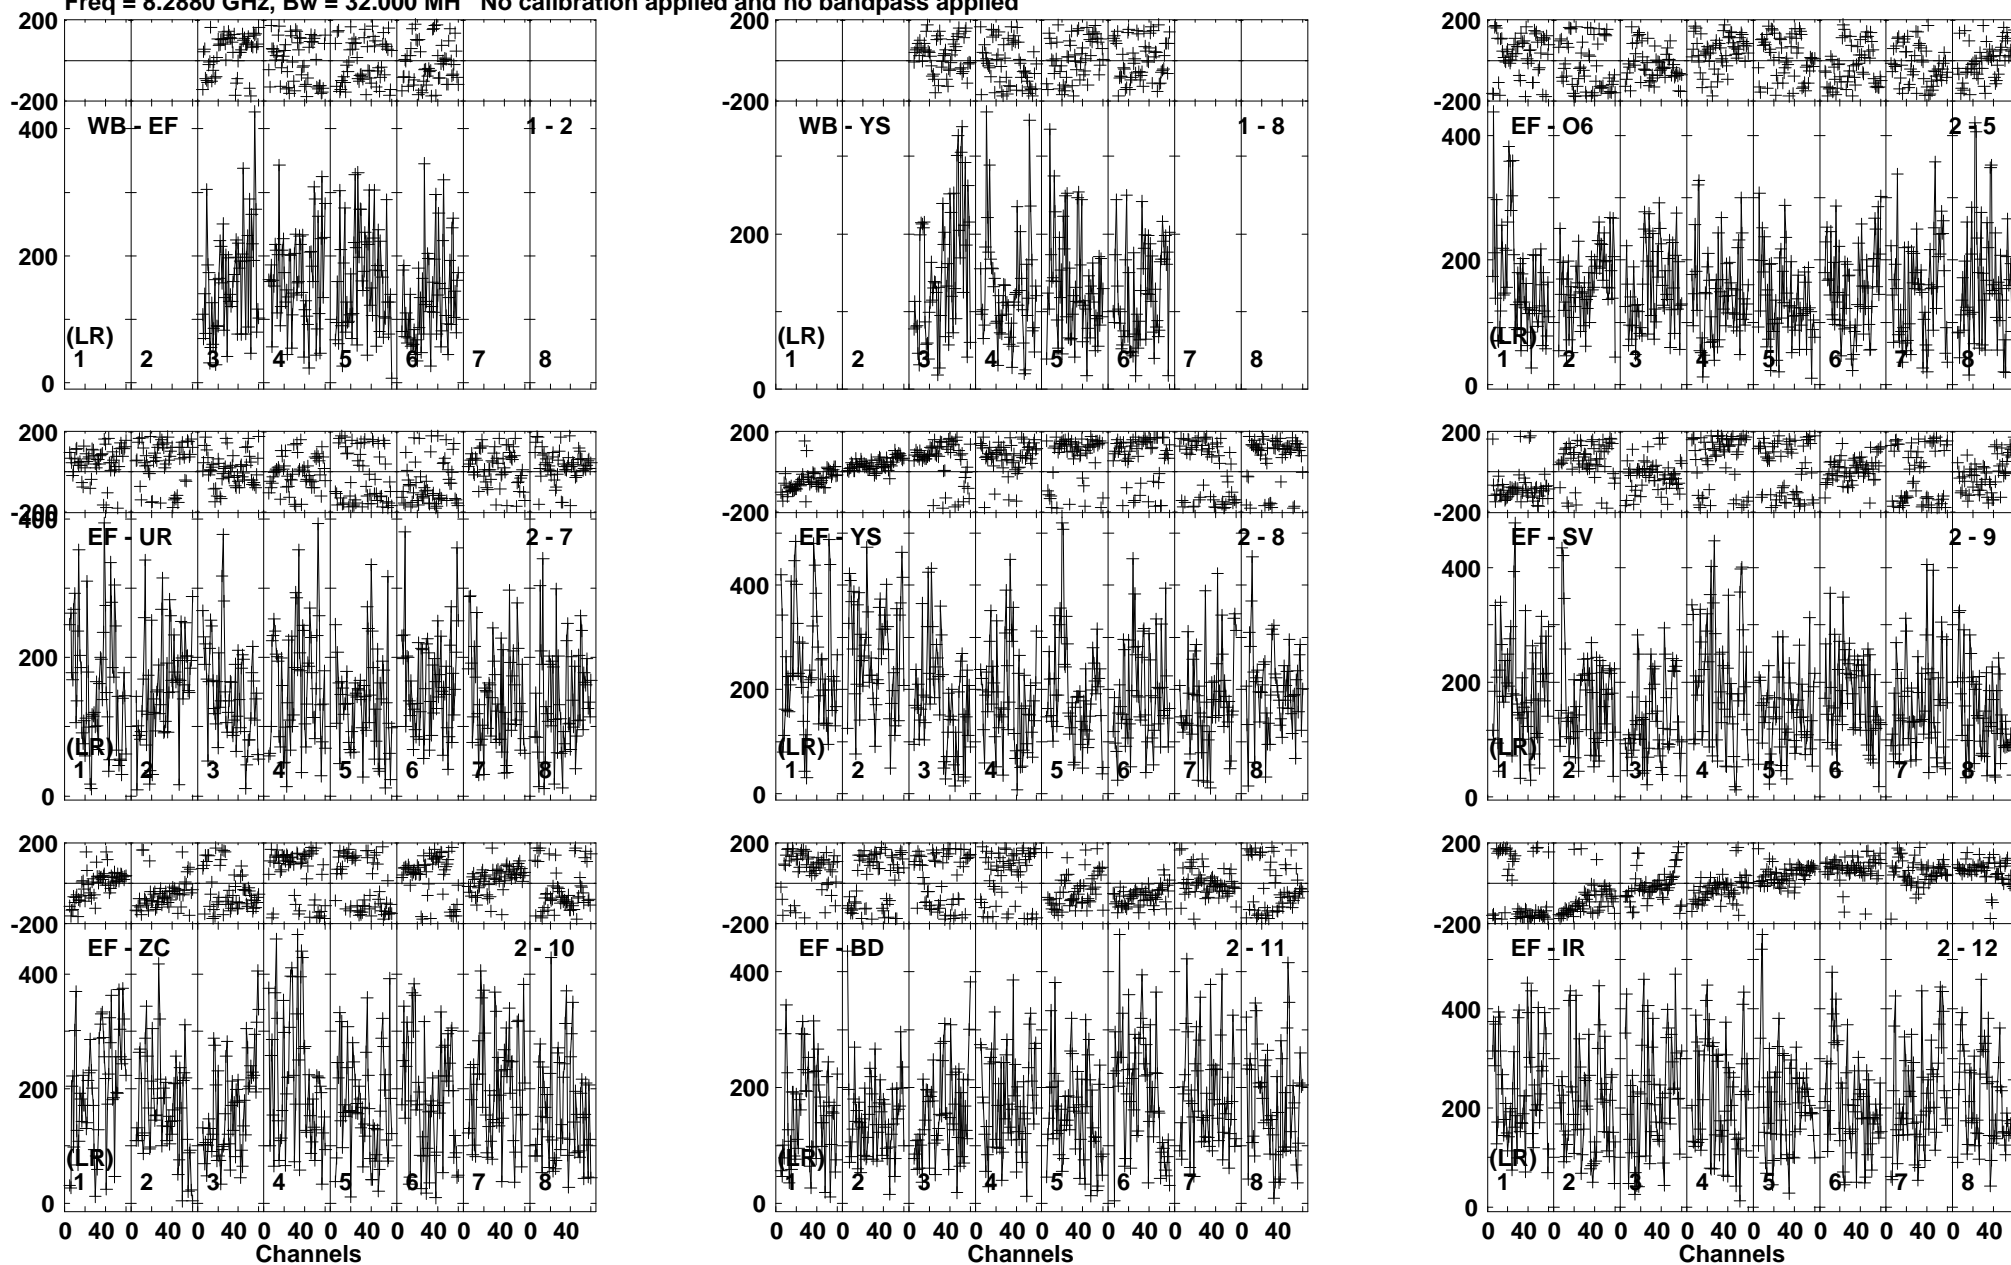 Freq = 8.2880 GHz, Bw = 32.000 MH No calibration applied and no bandpass applied
200
-200
WB - EF 1 - 2
400
200
0
(LR)
1 2 3 4 5 6 7 8
200
-200
WB - YS 1 - 8
200
0
(LR)
1 2 3 4 5 6 7 8
200
-200
EF - O6 2 - 5
400
200
0
(LR)
1 2 3 4 5 6 7 8
200
-200
EF - UR 2 - 7
400
200
0
(LR)
1 2 3 4 5 6 7 8
200
-200
EF - YS 2 - 8
400
200
0
(LR)
1 2 3 4 5 6 7 8
200
-200
EF - SV 2 - 9
400
200
0
(LR)
1 2 3 4 5 6 7 8
200
-200
EF - ZC 2 - 10
400
200
0
(LR)
1 2 3 4 5 6 7 8
0 40 0 40 0 40 0 40 0 40 0 40 0 40 0 40
Channels
200
-200
EF - BD 2 - 11
400
200
0
(LR)
1 2 3 4 5 6 7 8
0 40 0 40 0 40 0 40 0 40 0 40 0 40 0 40
Channels
200
-200
EF - IR 2 - 12
400
200
0
(LR)
1 2 3 4 5 6 7 8
0 40 0 40 0 40 0 40 0 40 0 40 0 40 0 40
Channels